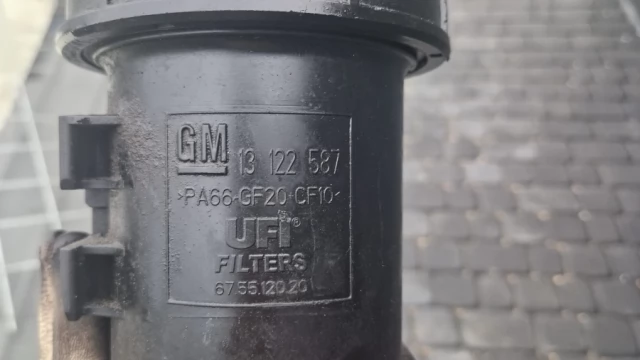 GM 13 122 587
>PA66-GF20-CF10<
UFI ®
FILTERS
67.55.120.20